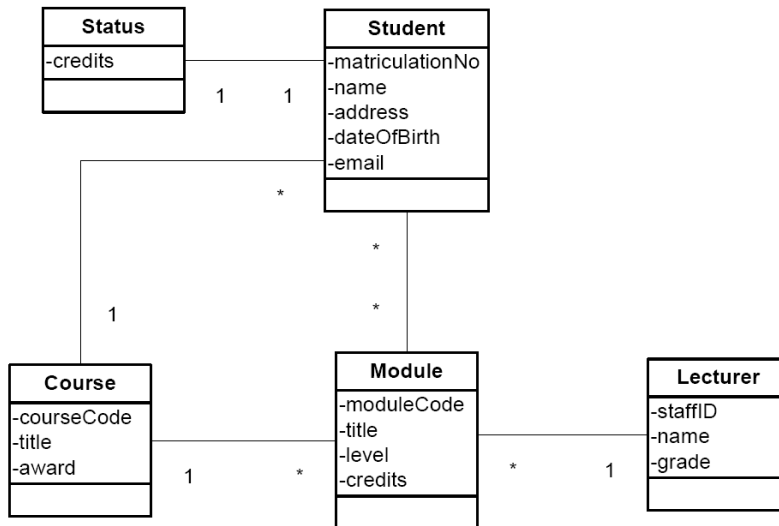 Status
-credits
Student
-matriculationNo
-name
-address
-dateOfBirth
-email
1 1
*
*
*
1
Course
-courseCode
-title
-award
Module
-moduleCode
-title
-level
-credits
Lecturer
-staffID
-name
-grade
1 *
* 1